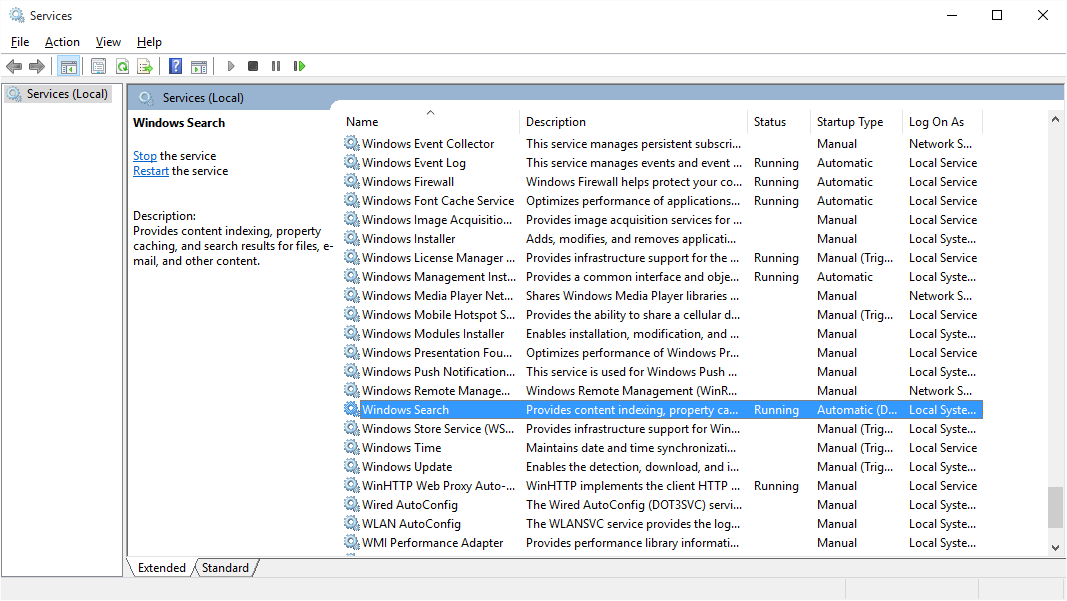 Services
File Action View Help
Services (Local)
Services (Local)
Windows Search
Stop the service
Restart the service
Description:
Provides content indexing, property
caching, and search results for files, e-
mail, and other content.
Name Description Status Startup Type Log On As
Windows Event Collector This service manages persistent subscri... Manual Network S...
Windows Event Log This service manages events and event ... Running Automatic Local Service
Windows Firewall Windows Firewall helps protect your co... Running Automatic Local Service
Windows Font Cache Service Optimizes performance of applications... Running Automatic Local Service
Windows Image Acquisitio... Provides image acquisition services for ... Manual Local Service
Windows Installer Adds, modifies, and removes applicati... Manual Local Syste...
Windows License Manager ... Provides infrastructure support for the ... Running Manual (Trig... Local Service
Windows Management Inst... Provides a common interface and obje... Running Automatic Local Syste...
Windows Media Player Net... Shares Windows Media Player libraries ... Manual Network S...
Windows Mobile Hotspot S... Provides the ability to share a cellular d... Manual (Trig... Local Service
Windows Modules Installer Enables installation, modification, and ... Manual Local Syste...
Windows Presentation Fou... Optimizes performance of Windows Pr... Manual Local Service
Windows Push Notification... This service is used for Windows Push ... Manual Local Syste...
Windows Remote Manage... Windows Remote Management (WinR... Manual Network S...
Windows Search Provides content indexing, property ca... Running Automatic (D... Local Syste...
Windows Store Service (WS... Provides infrastructure support for Win... Manual (Trig... Local Syste...
Windows Time Maintains date and time synchronizati... Manual (Trig... Local Service
Windows Update Enables the detection, download, and i... Manual (Trig... Local Syste...
WinHTTP Web Proxy Auto-... WinHTTP implements the client HTTP ... Running Manual Local Service
Wired AutoConfig The Wired AutoConfig (DOT3SVC) servi... Manual Local Syste...
WLAN AutoConfig The WLANSVC service provides the log... Manual Local Syste...
WMI Performance Adapter Provides performance library informati... Manual Local Syste...
Extended Standard